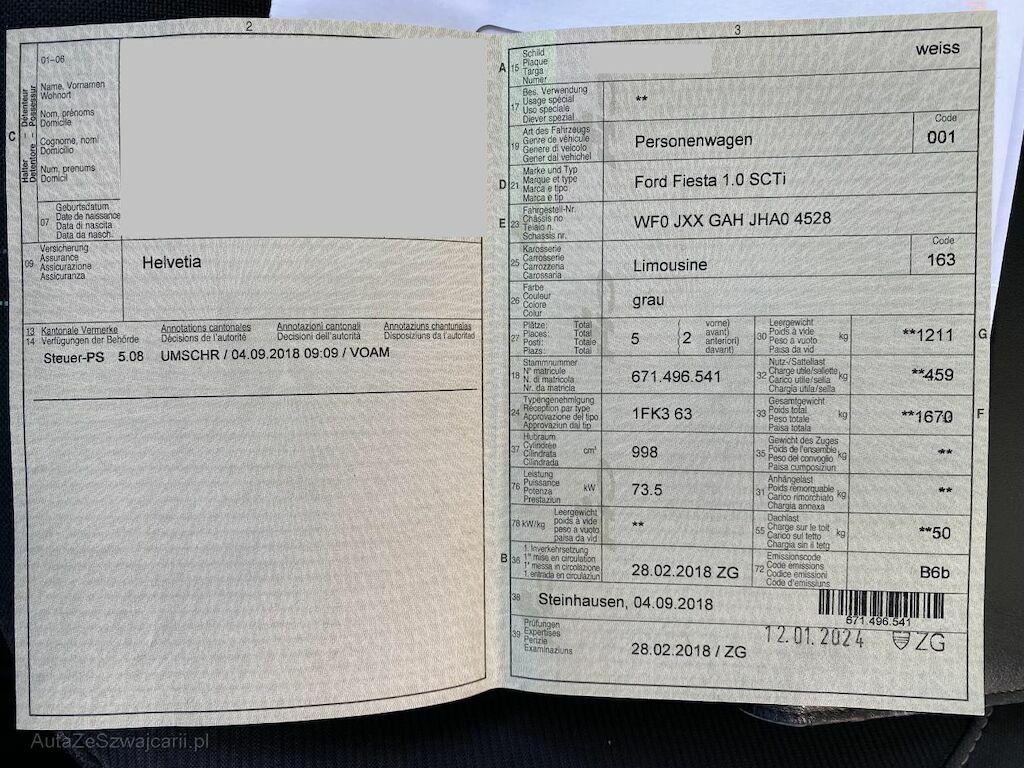 2
01-06
Name, Vornamen
Wohnort
Nom, prénoms
Domicile
Cognome, nomi
Domicilio
Num, prenums
Domicil
C
Halter – Détenteur
Detentore – Possessur
07
Geburtsdatum
Date de naissance
Data di nascita
Data da nasch.
09
Versicherung
Assurance
Assicurazione
Assicuranza
Helvetia
13 Kantonale Vermerke Annotations cantonales Annotazioni cantonali Annotaziuns chantunalas
14 Verfügungen der Behörde Décisions de l'autorité Decisioni dell'autorità Disposiziuns da l'autoritad
Steuer-PS 5.08 UMSCHR / 04.09.2018 09:09 / VOAM
3
A 15
Schild
Plaque
Targa
Numer
weiss
17
Bes. Verwendung
Usage spécial
Uso speciale
Diever spezial
**
19
Art des Fahrzeugs
Genre de véhicule
Genere di veicolo
Gener dal vehichel
Personenwagen
Code
001
D 21
Marke und Typ
Marque et type
Marca e tipo
Marca e tip
Ford Fiesta 1.0 SCTi
E 23
Fahrgestell-Nr.
Châssis no
Telaio n.
Schassis nr.
WF0 JXX GAH JHA0 4528
25
Karosserie
Carrosserie
Carrozzeria
Carossaria
Limousine
Code
163
26
Farbe
Couleur
Colore
Colur
grau
27
Plätze: Total
Places: Total
Posti: Totale
Plazs: Total
5 ( 2
vorne)
avant)
anteriori)
davant)
30
Leergewicht
Poids à vide
Peso a vuoto
Paisa da vid
kg
**1211
G
18
Stammnummer
N° matricule
N. di matricola
Nr. da matricla
671.496.541
32
Nutz-/Sattellast
Charge utile/sellette
Carico utile/sella
Chargia utila/sella
kg
**459
24
Typengenehmigung
Réception par type
Approvazione del tipo
Approvaziun dal tip
1FK3 63
33
Gesamtgewicht
Poids total
Peso totale
Paisa totala
kg
**1670
F
37
Hubraum
Cylindrée
Cilindrata
Cilindrada
cm³
998
35
Gewicht des Zuges
Poids de l'ensemble
Peso del convoglio
Paisa cumposiziun
kg
**
76
Leistung
Puissance
Potenza
Prestaziun
kW
73.5
31
Anhängelast
Poids remorquable
Carico rimorchiato
Chargia annexa
kg
**
78 kW/kg
Leergewicht
poids à vide
peso a vuoto
paisa da vid
**
55
Dachlast
Charge sur le toit
Carico sul tetto
Chargia sin il tetg
kg
**50
B 36
1. Inverkehrsetzung
1re mise en circulation
1a messa in circolazione
1. entrada en circulaziun
28.02.2018 ZG
72
Emissionscode
Code émissions
Codice emissioni
Code d'emissiuns
B6b
38
Steinhausen, 04.09.2018
671.496.541
39
Prüfungen
Expertises
Perizie
Examinaziuns
28.02.2018 / ZG
12.01.2024 ZG
AutaZeSzwajcarii.pl